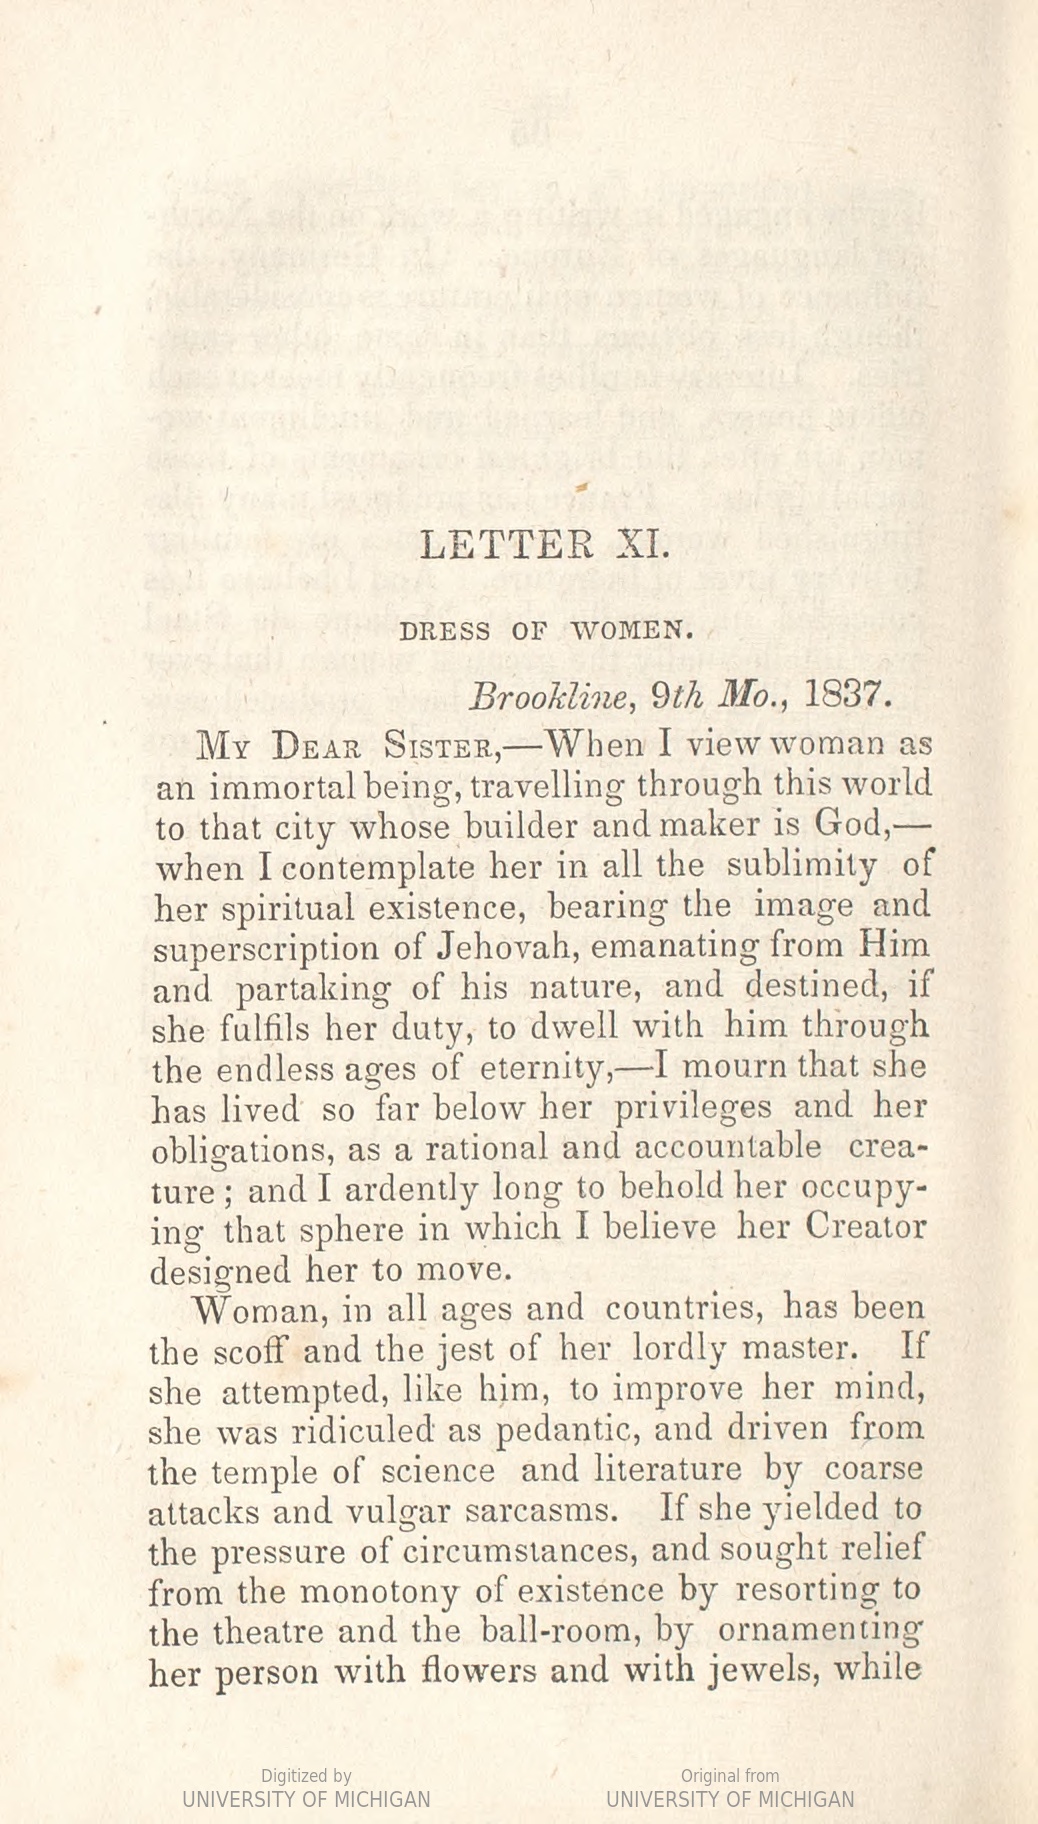 LETTER XI.
DRESS OF WOMEN.
Brookline, 9th Mo., 1837.
My Dear Sister,—When I view woman as
an immortal being, travelling through this world
to that city whose builder and maker is God,—
when I contemplate her in all the sublimity of
her spiritual existence, bearing the image and
superscription of Jehovah, emanating from Him
and partaking of his nature, and destined, if
she fulfils her duty, to dwell with him through
the endless ages of eternity,—I mourn that she
has lived so far below her privileges and her
obligations, as a rational and accountable crea-
ture; and I ardently long to behold her occupy-
ing that sphere in which I believe her Creator
designed her to move.
Woman, in all ages and countries, has been
the scoff and the jest of her lordly master. If
she attempted, like him, to improve her mind,
she was ridiculed as pedantic, and driven from
the temple of science and literature by coarse
attacks and vulgar sarcasms. If she yielded to
the pressure of circumstances, and sought relief
from the monotony of existence by resorting to
the theatre and the ball-room, by ornamenting
her person with flowers and with jewels, while
Digitized by
UNIVERSITY OF MICHIGAN
Original from
UNIVERSITY OF MICHIGAN